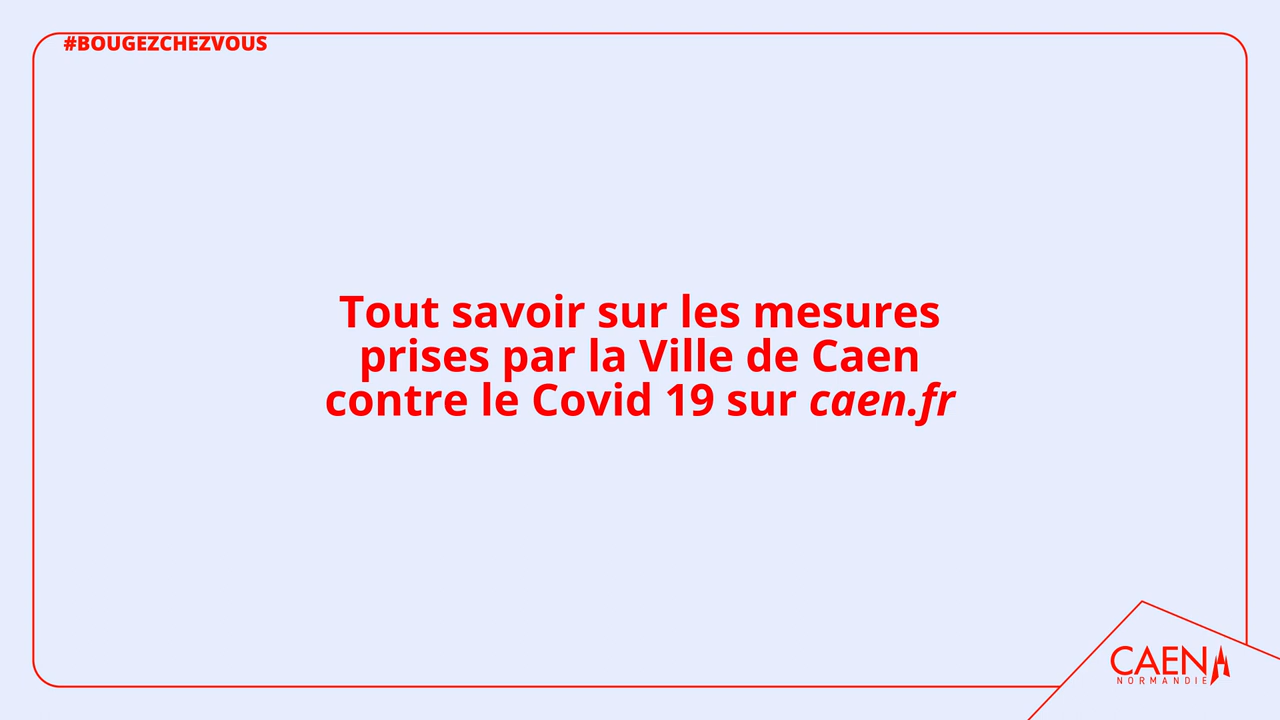 #BOUGEZCHEZVOUS
Tout savoir sur les mesures
prises par la Ville de Caen
contre le Covid 19 sur caen.fr
CAEN
NORMANDIE